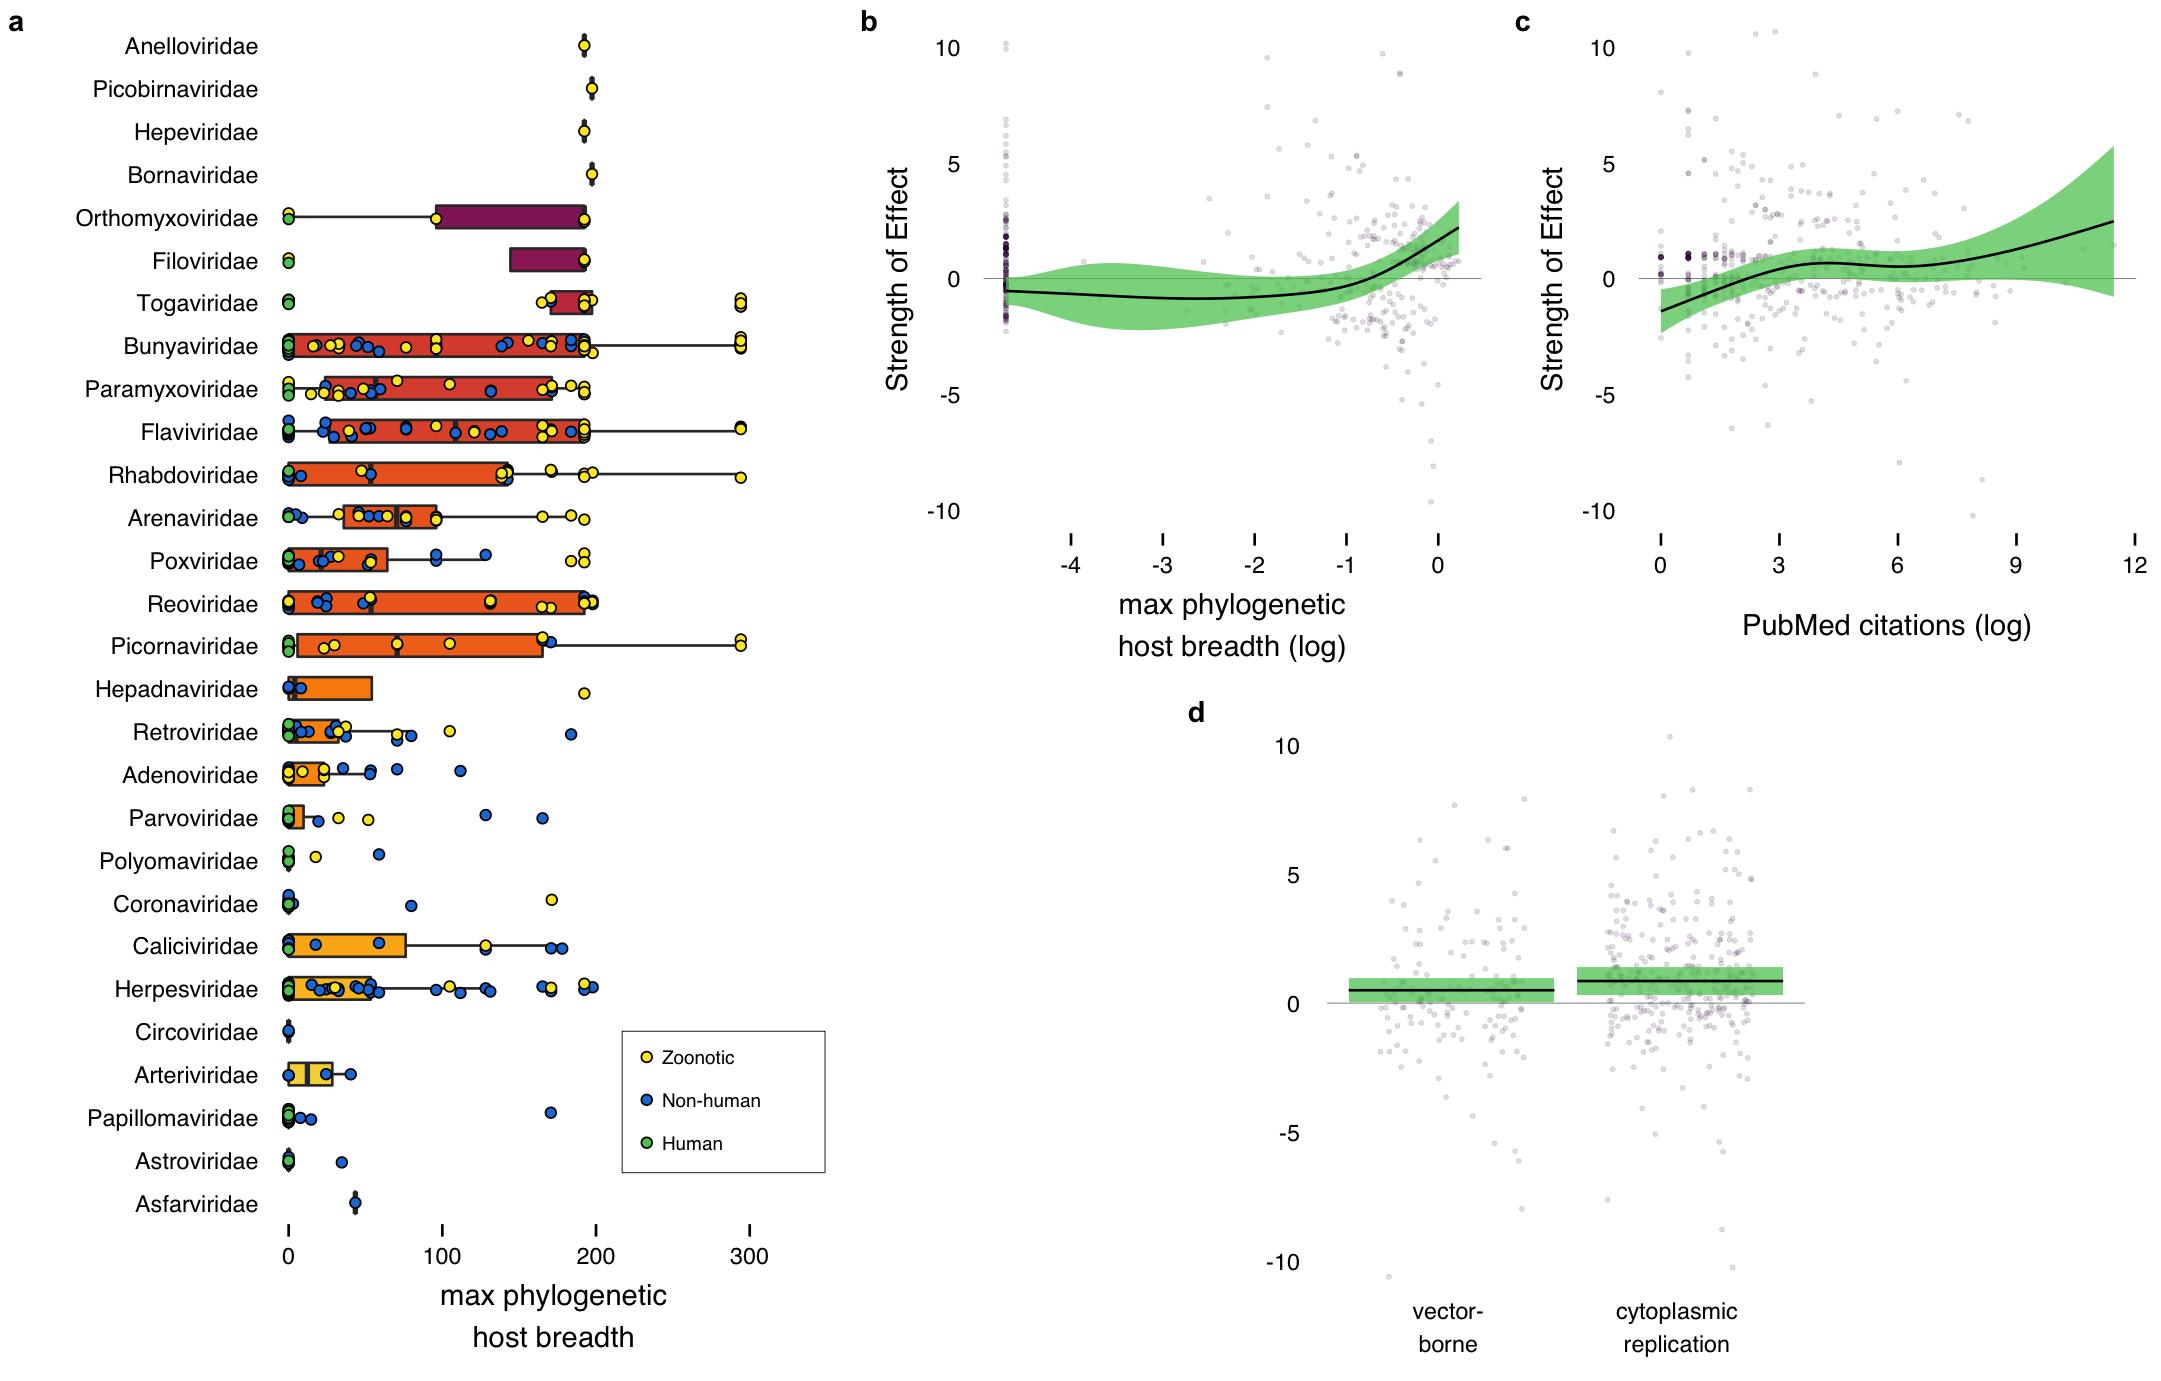 a
Anelloviridae
Picobirnaviridae
Hepeviridae
Bornaviridae
Orthomyxoviridae
Filoviridae
Togaviridae
Bunyaviridae
Paramyxoviridae
Flaviviridae
Rhabdoviridae
Arenaviridae
Poxviridae
Reoviridae
Picornaviridae
Hepadnaviridae
Retroviridae
Adenoviridae
Parvoviridae
Polyomaviridae
Coronaviridae
Caliciviridae
Herpesviridae
Circoviridae
Arteriviridae
Papillomaviridae
Astroviridae
Asfarviridae
0 100 200 300
max phylogenetic
host breadth
Zoonotic
Non-human
Human
b
Strength of Effect
10
5
0
-5
-10
-4 -3 -2 -1 0
max phylogenetic
host breadth (log)
c
Strength of Effect
10
5
0
-5
-10
0 3 6 9 12
PubMed citations (log)
d
10
5
0
-5
-10
vector-
borne
cytoplasmic
replication